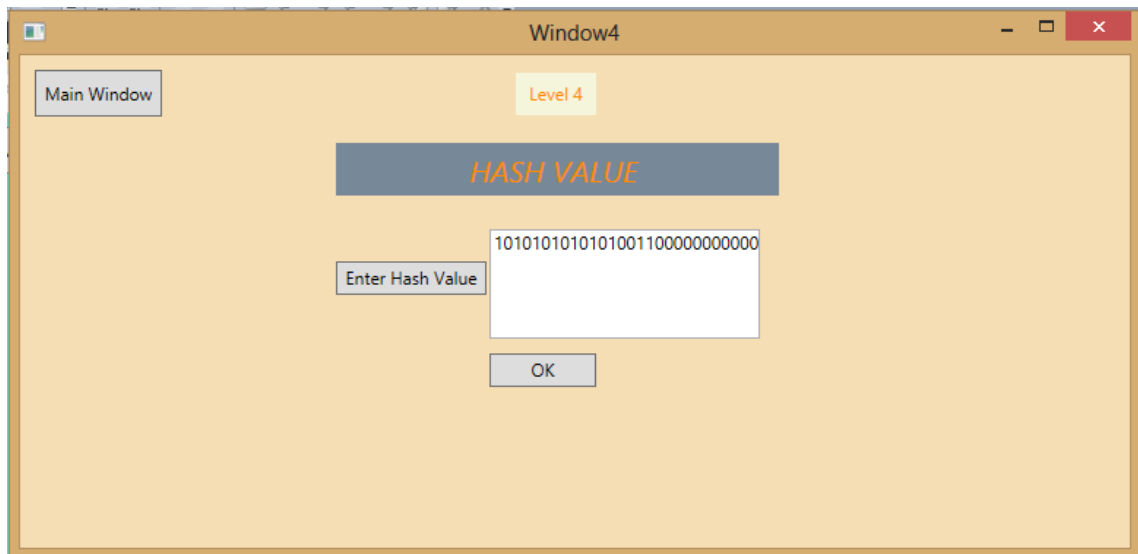 Window4
Main Window
Level 4
HASH VALUE
1010101010101001100000000000
Enter Hash Value
OK